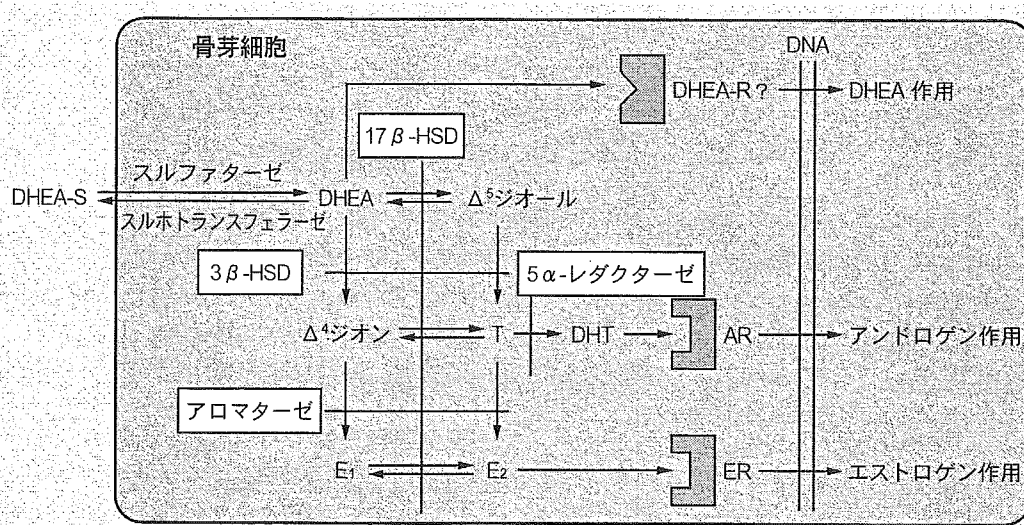 骨芽細胞
DNA
DHEA-R？
DHEA 作用
17β-HSD
スルファターゼ
DHEA-S
DHEA
Δ⁵ジオール
スルホトランスフェラーゼ
3β-HSD
5α-レダクターゼ
Δ⁴ジオン
T
DHT
AR
アンドロゲン作用
アロマターゼ
E₁
E₂
ER
エストロゲン作用